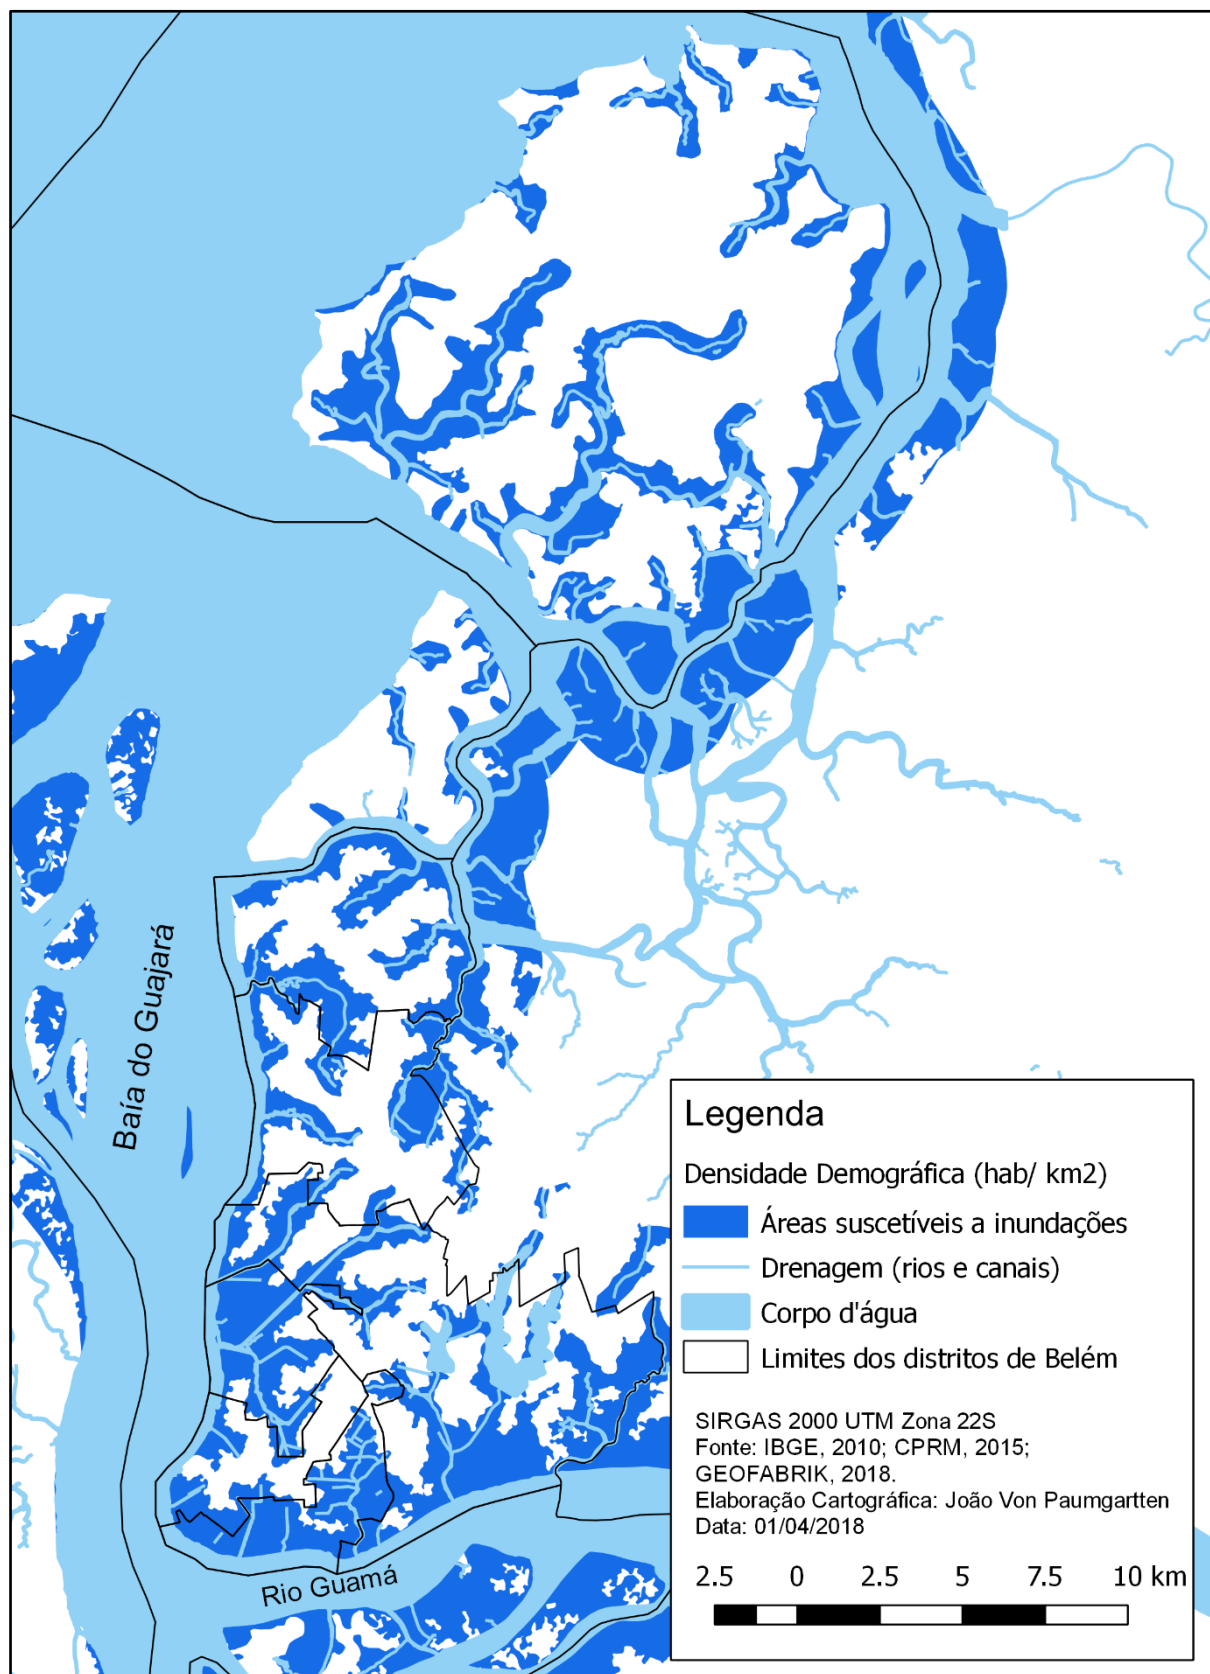 Baía do Guajará
Rio Guamá
Legenda
Densidade Demográfica (hab/ km2)
Áreas suscetíveis a inundações
Drenagem (rios e canais)
Corpo d'água
Limites dos distritos de Belém
SIRGAS 2000 UTM Zona 22S
Fonte: IBGE, 2010; CPRM, 2015;
GEOFABRIK, 2018.
Elaboração Cartográfica: João Von Paumgartten
Data: 01/04/2018
2.5 0 2.5 5 7.5 10 km